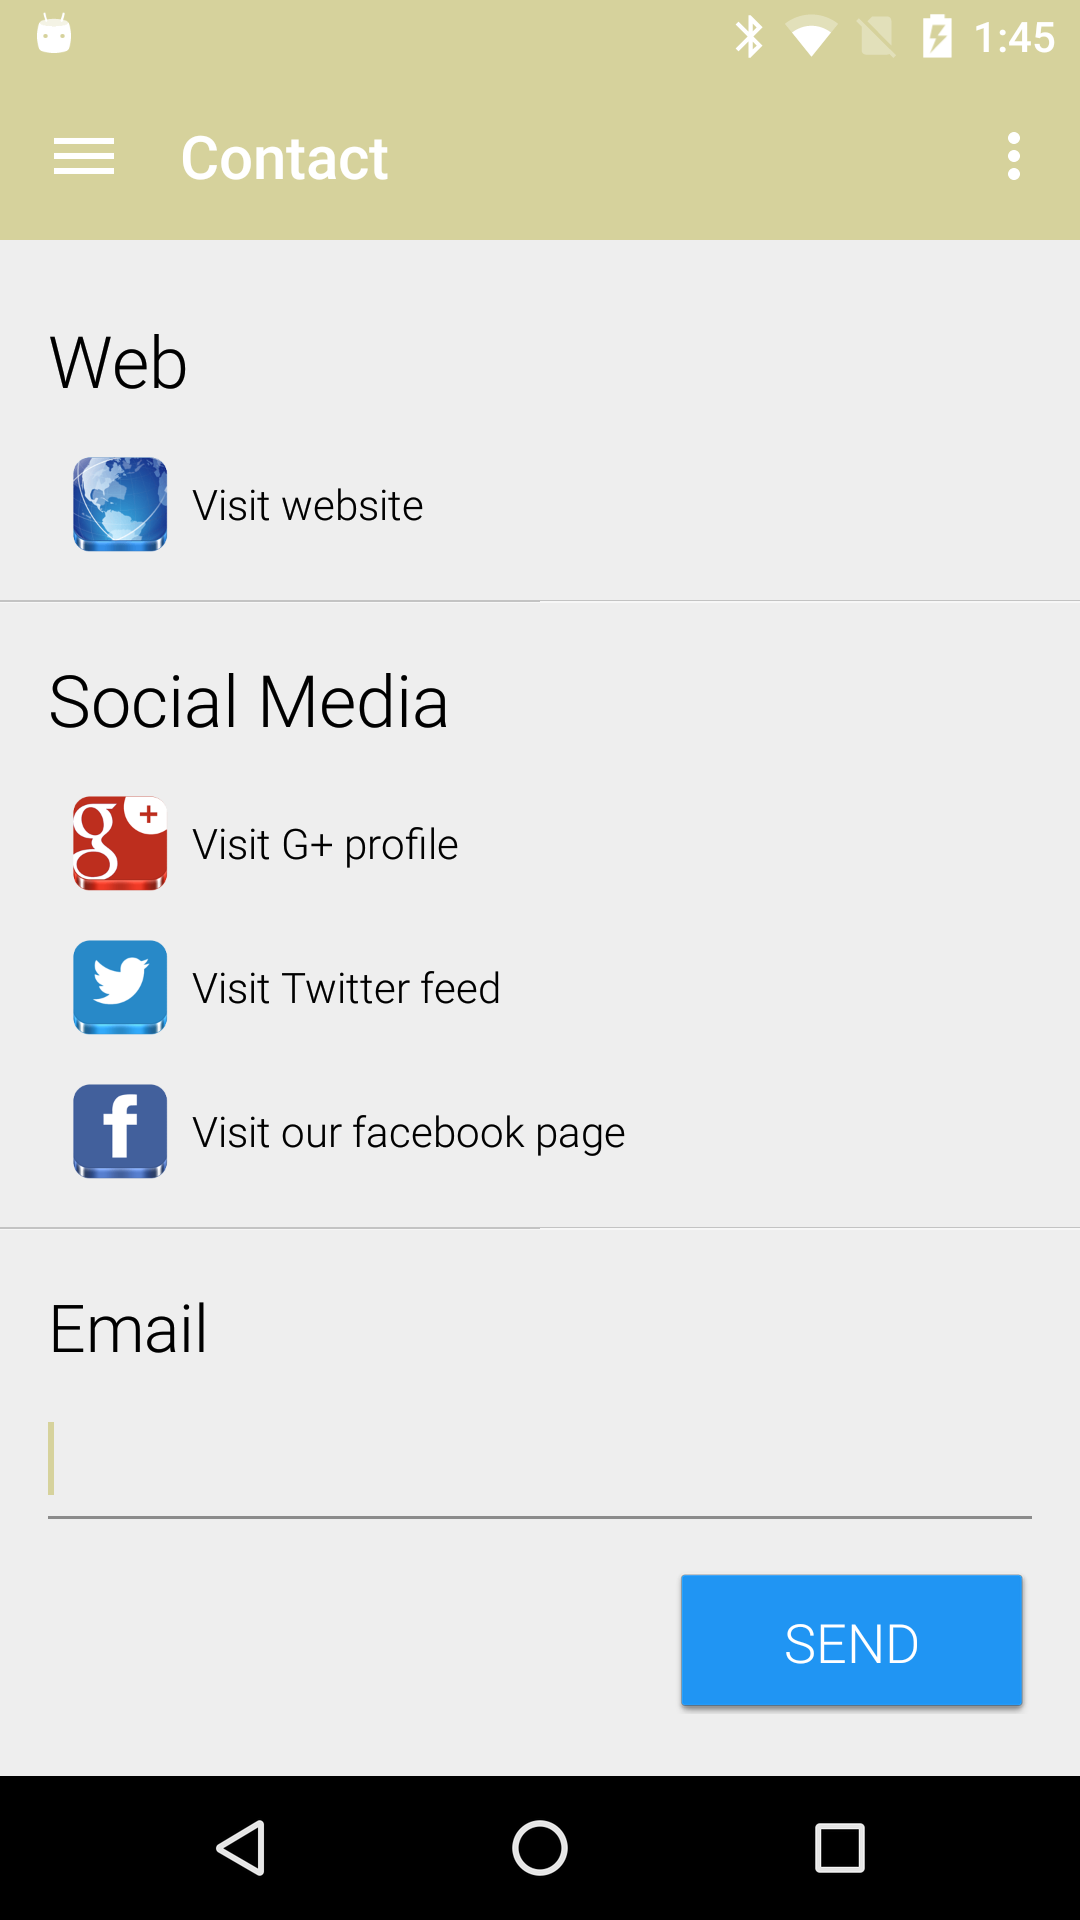 1:45
Contact
Web
Visit website
Social Media
Visit G+ profile
Visit Twitter feed
Visit our facebook page
Email
SEND